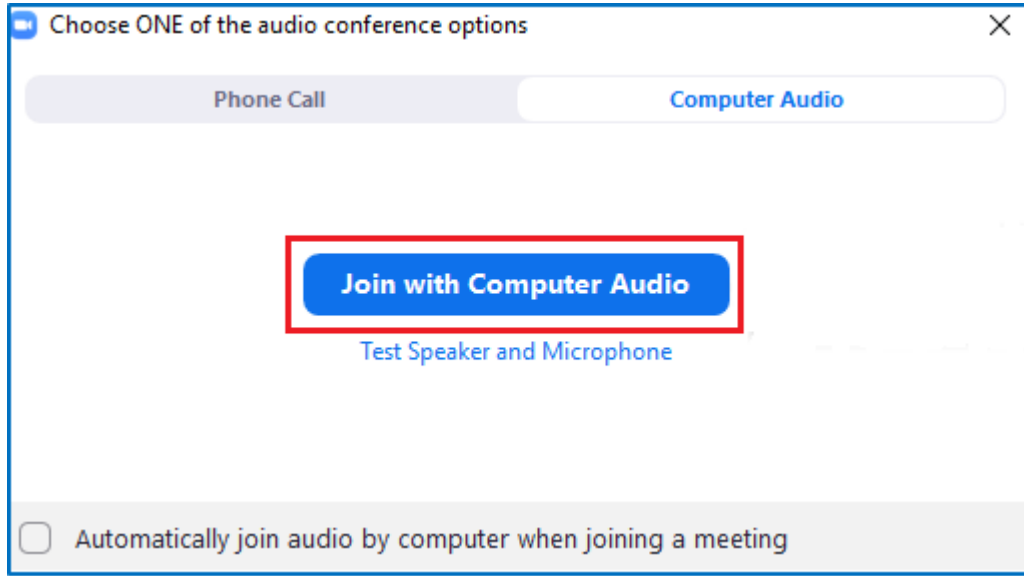 Choose ONE of the audio conference options
Phone Call
Computer Audio
Join with Computer Audio
Test Speaker and Microphone
Automatically join audio by computer when joining a meeting